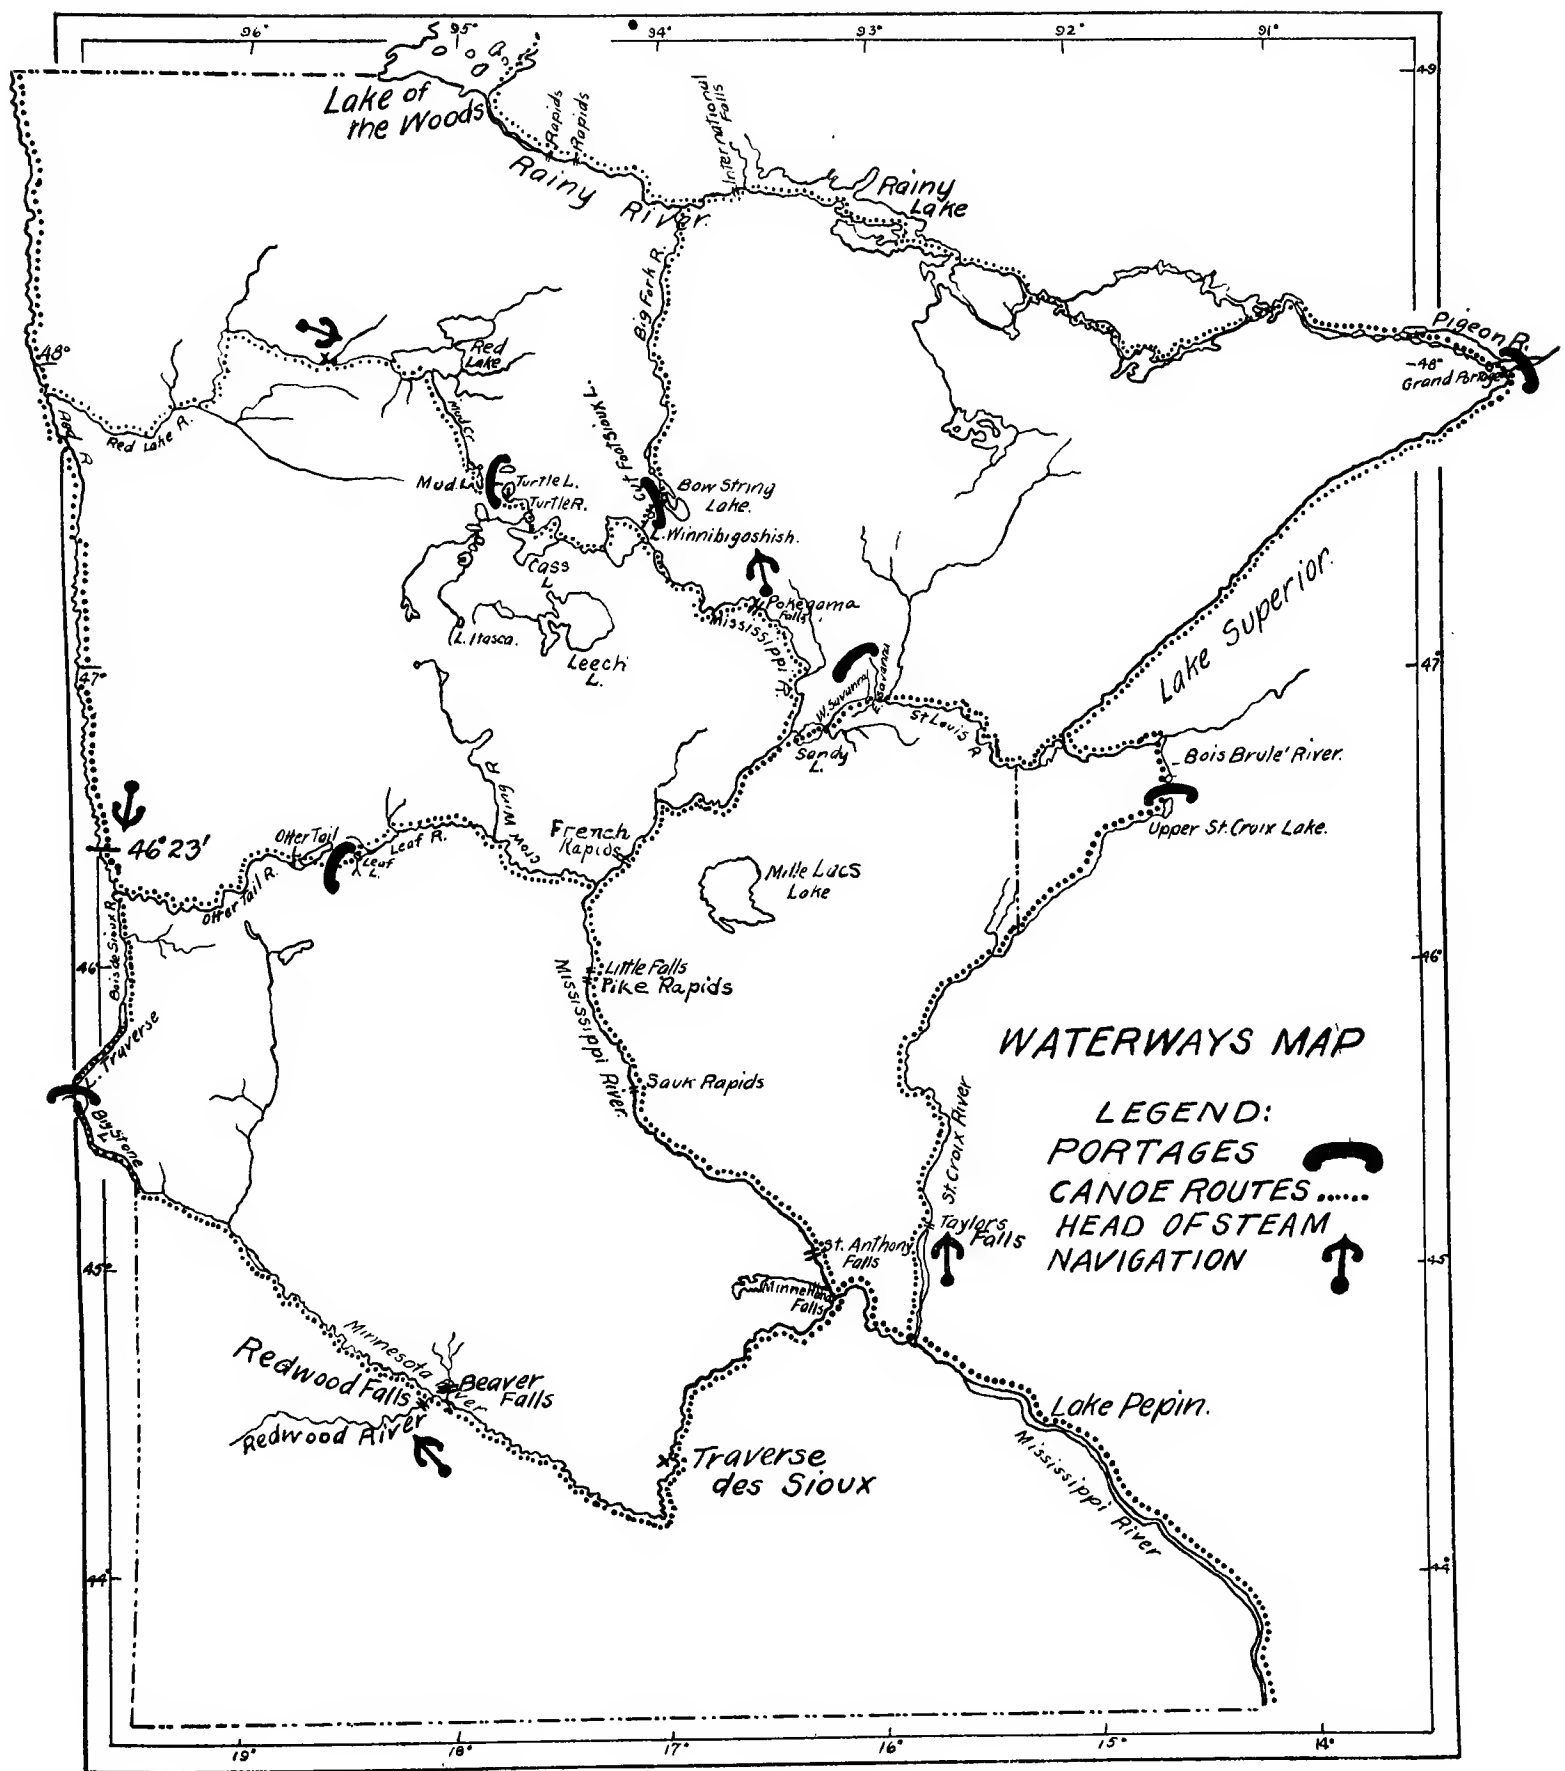 96° 95° 94° 93° 92° 91°
49
Lake of
the Woods
Rapids
Rapids
International
Falls
Rainy
River.
Rainy
Lake
Big Fork R.
Pigeon R.
-48°
Grand Portage
48°
Red
Lake
Red Lake R.
Red R
Mud Cr.
Cut Foot Sioux L.
Mud L.
Turtle L.
Turtle R.
Bow String
Lake.
L. Winnibigoshish.
Cass
L
Pokegama
Falls
Mississippi R.
L. Itasca.
Leech
L.
47°
47°
Lake Superior.
W. Savanna
E. Savanna
St Louis R
Sandy
L.
Bois Brule' River.
Upper St. Croix Lake.
Crow Wing R
French
Rapids
46° 23'
Otter Tail
Leaf R.
Leaf
L.
Otter Tail R.
Mille Lacs
Lake
Bois de Sioux R.
46°
46°
Little Falls
Pike Rapids
Mississippi River.
L. Traverse
Sauk Rapids
Big Stone
L
WATERWAYS MAP
LEGEND:
PORTAGES
CANOE ROUTES......
HEAD OF STEAM
NAVIGATION
St. Croix River
Taylors
Falls
St. Anthony
Falls
45°
45°
Minnehaha
Falls
Minnesota River
Redwood Falls
Beaver
Falls
Redwood River
Lake Pepin.
Traverse
des Sioux
Mississippi River
44°
44°
19° 18° 17° 16° 15° 14°